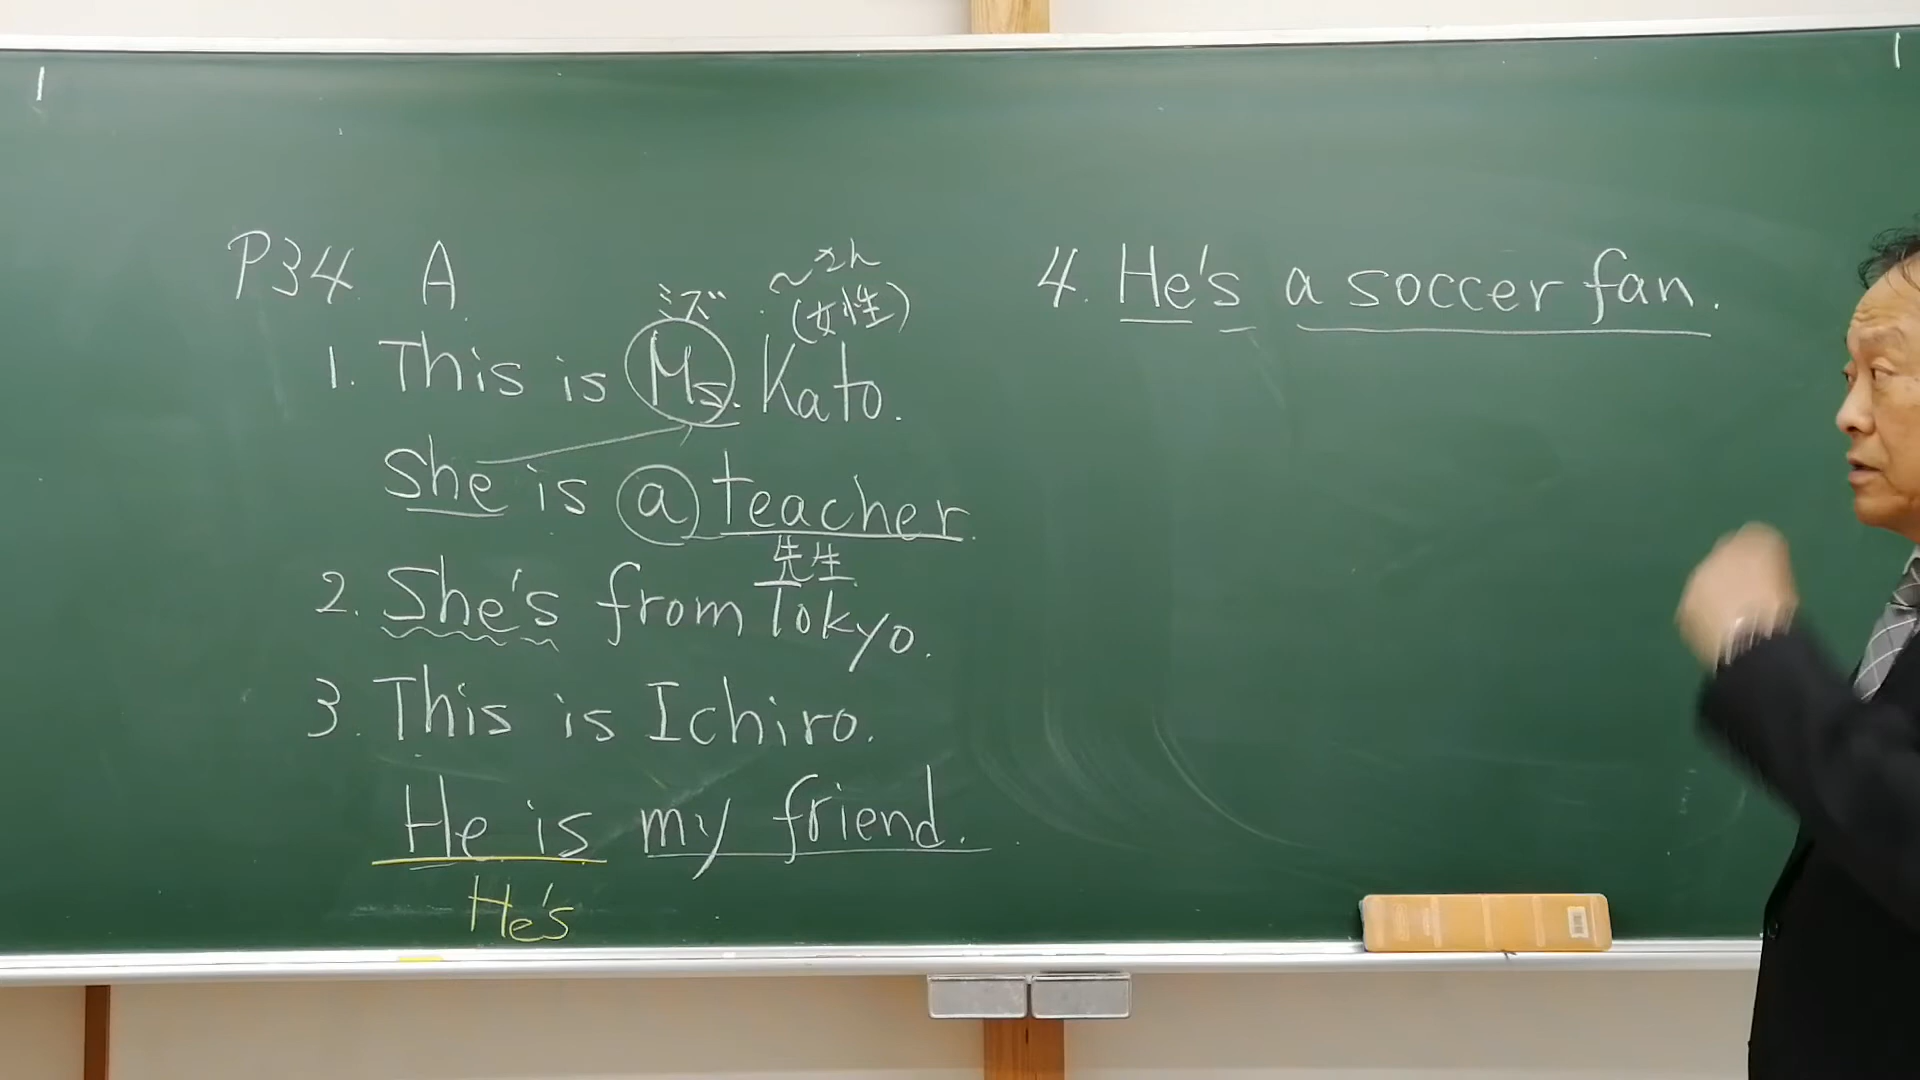 P34 A
ミズ
～さん
(女性)
1. This is Ms. Kato.
She is a teacher.
先生
2. She's from Tokyo.
3. This is Ichiro.
He is my friend.
He's
4. He's a soccer fan.